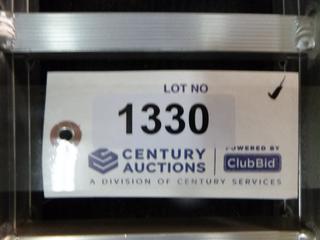 LOT NO
1330
CENTURY AUCTIONS
POWERED BY
ClubBid
A DIVISION OF CENTURY SERVICES